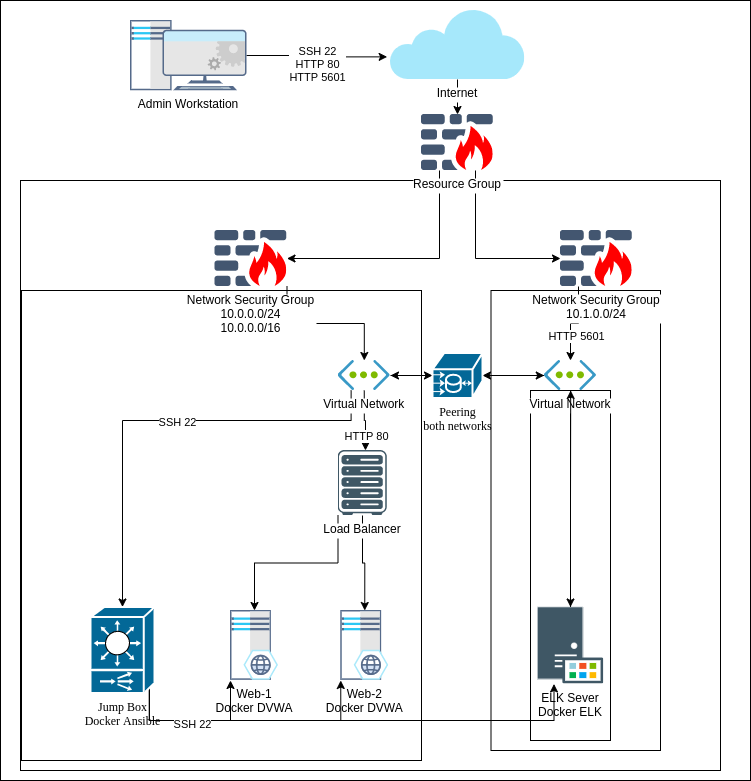 SSH 22
HTTP 80
HTTP 5601
Admin Workstation
Internet
Resource Group
Network Security Group
10.0.0.0/24
10.0.0.0/16
Network Security Group
10.1.0.0/24
HTTP 5601
Virtual Network
Peering
both networks
Virtual Network
SSH 22
HTTP 80
Load Balancer
Jump Box
Docker Ansible
Web-1
Docker DVWA
Web-2
Docker DVWA
ELK Sever
Docker ELK
SSH 22